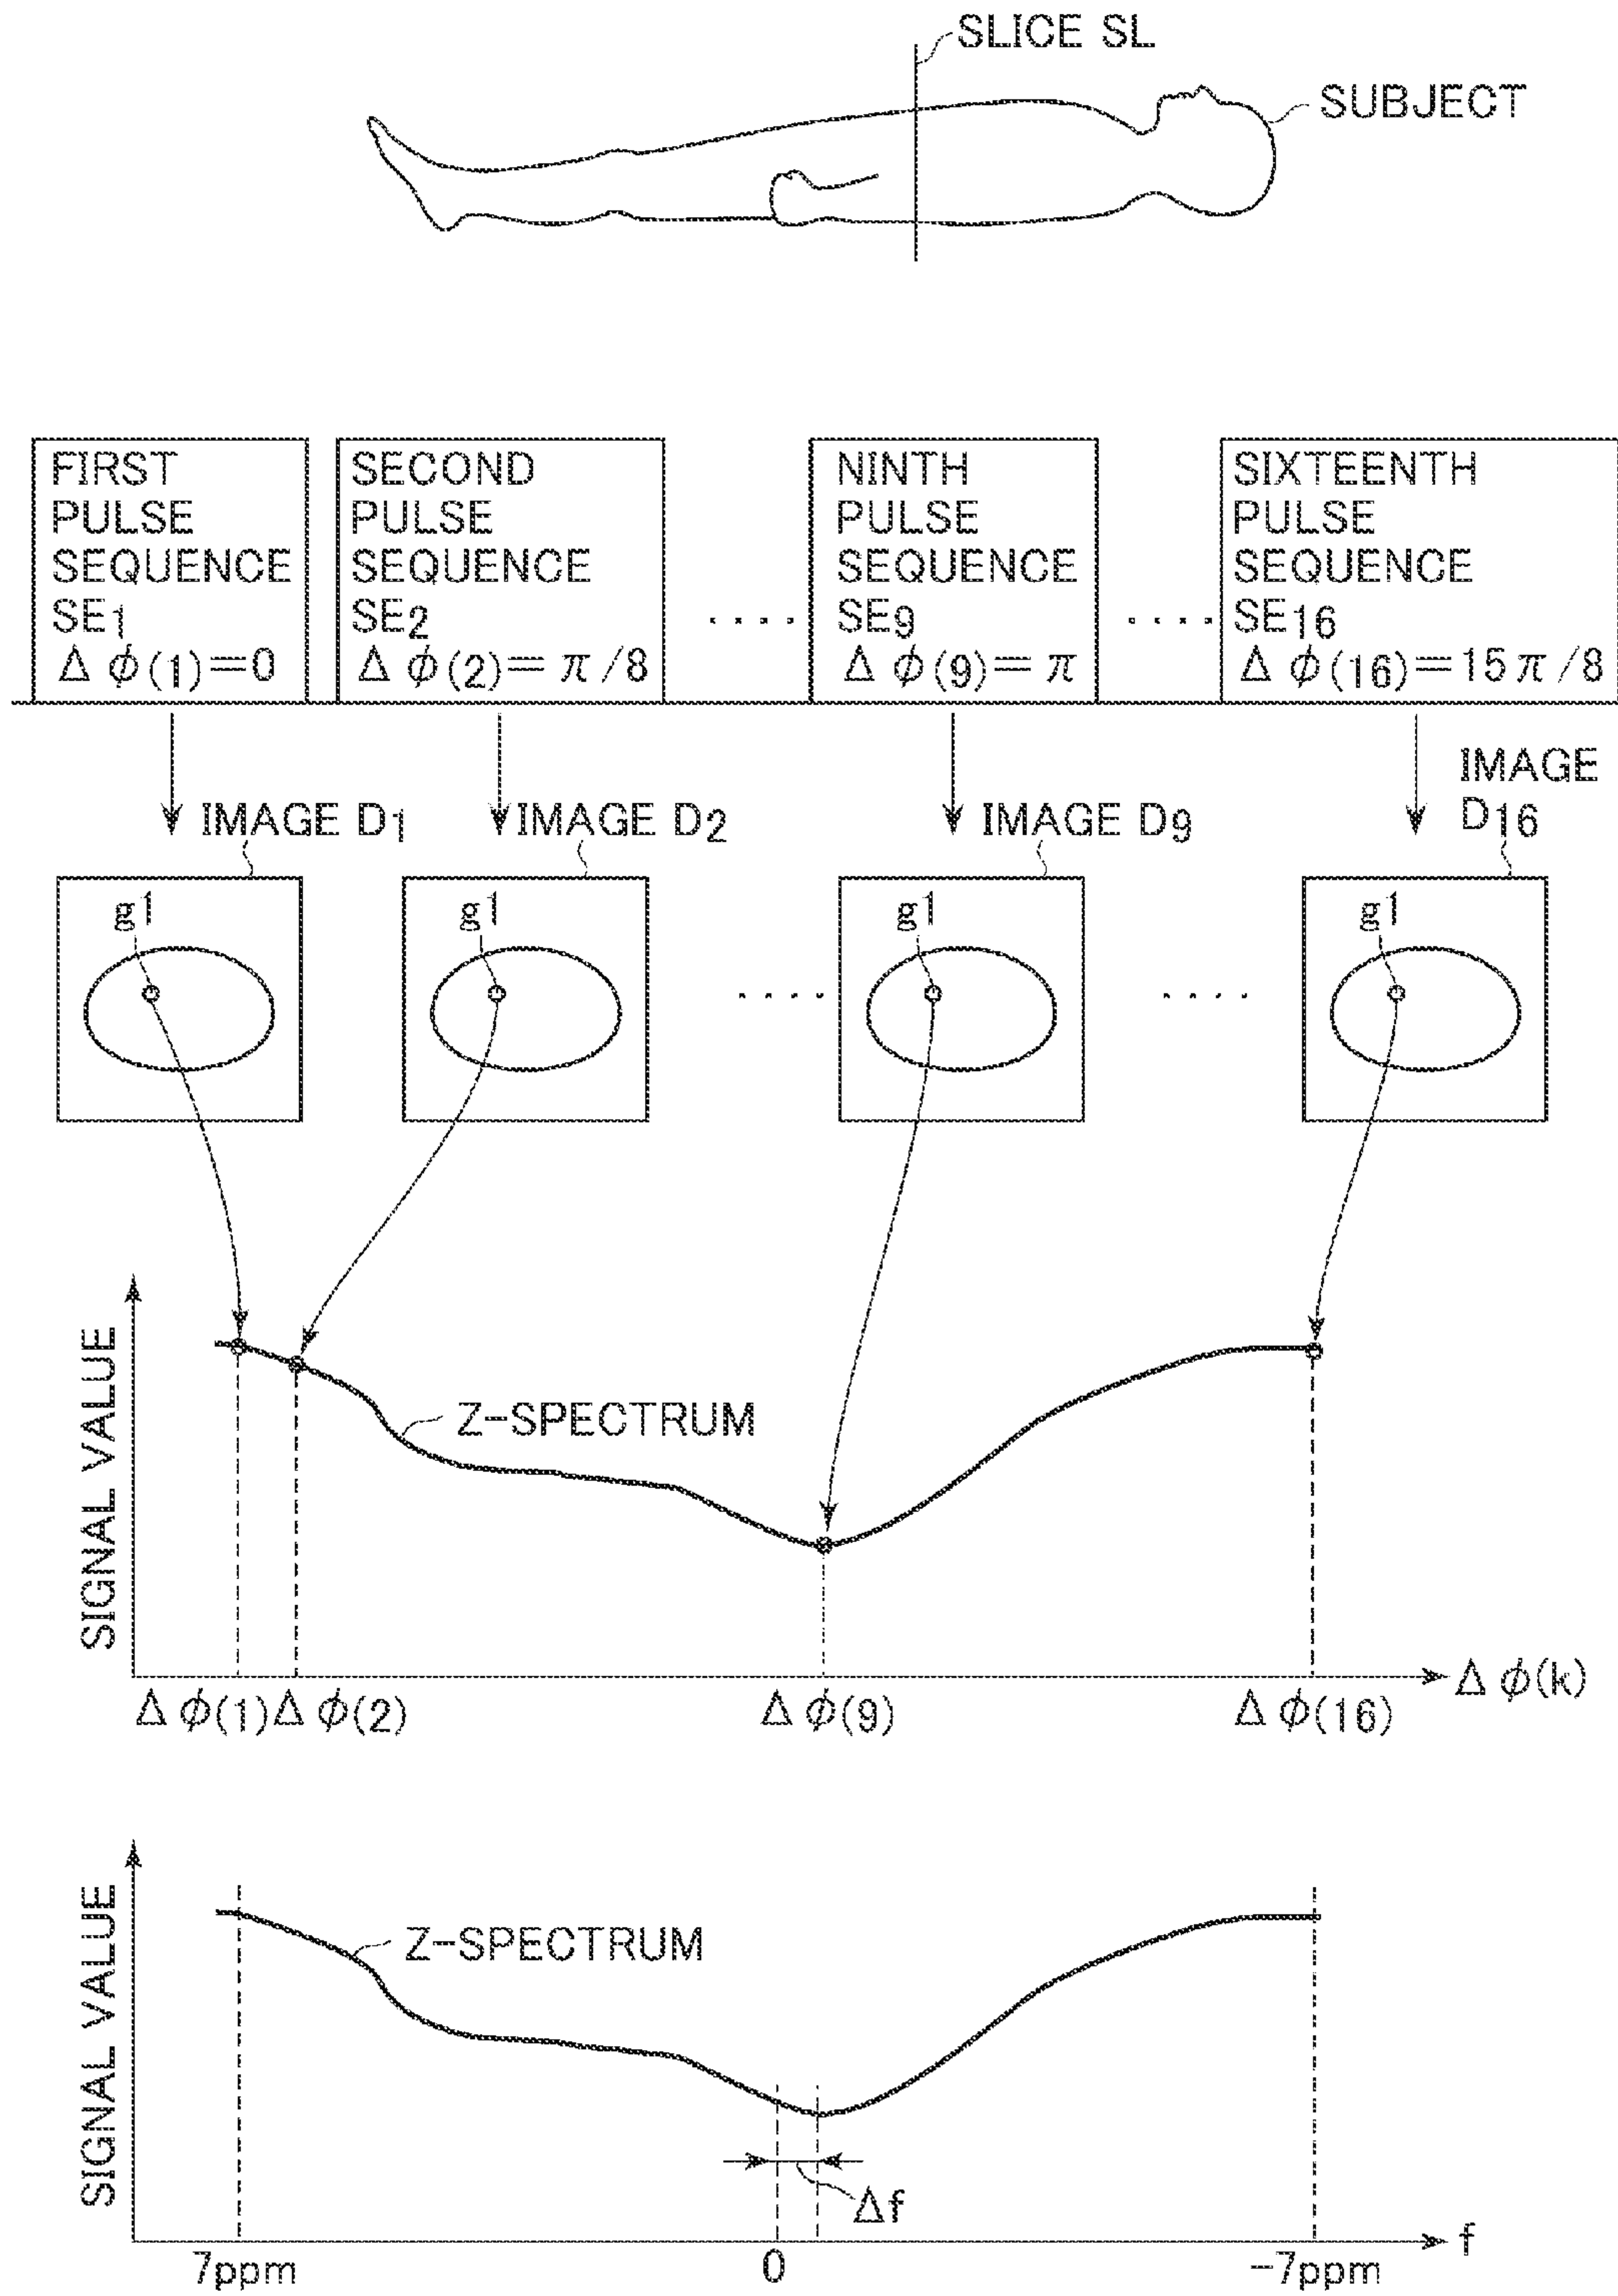 SLICE SL
SUBJECT
FIRST
PULSE
SEQUENCE
SE1
Δφ(1)=0
SECOND
PULSE
SEQUENCE
SE2
Δφ(2)=π/8
NINTH
PULSE
SEQUENCE
SE9
Δφ(9)=π
SIXTEENTH
PULSE
SEQUENCE
SE16
Δφ(16)=15π/8
....
....
IMAGE D1
IMAGE D2
IMAGE D9
IMAGE
D16
g1
g1
g1
g1
....
....
SIGNAL VALUE
Z-SPECTRUM
Δφ(1)
Δφ(2)
Δφ(9)
Δφ(16)
Δφ(k)
SIGNAL VALUE
Z-SPECTRUM
Δf
7ppm
0
-7ppm
f